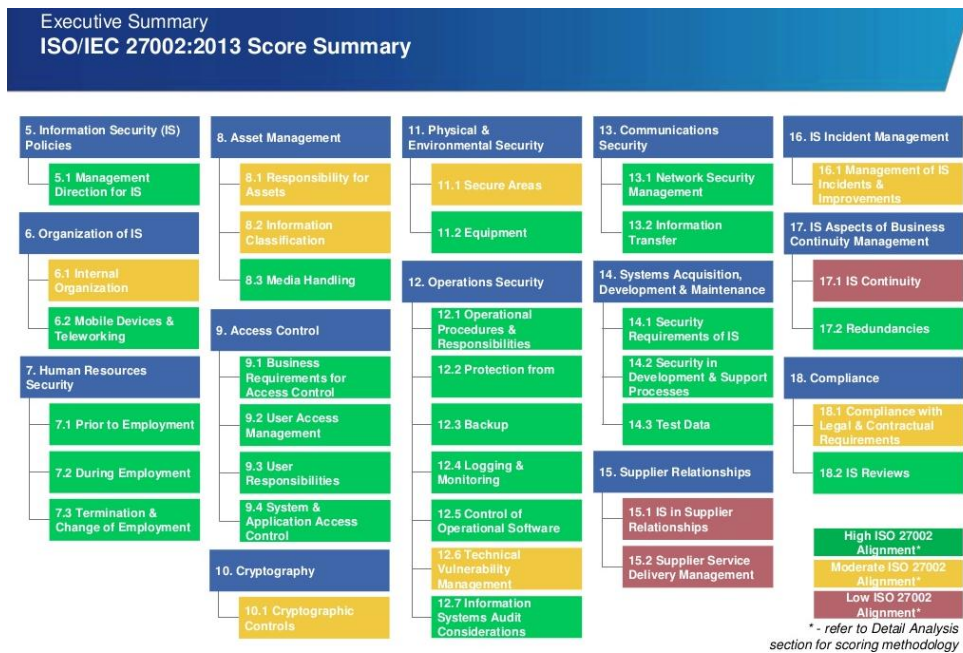 Executive Summary
ISO/IEC 27002:2013 Score Summary
5. Information Security (IS)
Policies
5.1 Management
Direction for IS
6. Organization of IS
6.1 Internal
Organization
6.2 Mobile Devices &
Teleworking
7. Human Resources
Security
7.1 Prior to Employment
7.2 During Employment
7.3 Termination &
Change of Employment
8. Asset Management
8.1 Responsibility for
Assets
8.2 Information
Classification
8.3 Media Handling
9. Access Control
9.1 Business
Requirements for
Access Control
9.2 User Access
Management
9.3 User
Responsibilities
9.4 System &
Application Access
Control
10. Cryptography
10.1 Cryptographic
Controls
11. Physical &
Environmental Security
11.1 Secure Areas
11.2 Equipment
12. Operations Security
12.1 Operational
Procedures &
Responsibilities
12.2 Protection from
12.3 Backup
12.4 Logging &
Monitoring
12.5 Control of
Operational Software
12.6 Technical
Vulnerability
Management
12.7 Information
Systems Audit
Considerations
13. Communications
Security
13.1 Network Security
Management
13.2 Information
Transfer
14. Systems Acquisition,
Development & Maintenance
14.1 Security
Requirements of IS
14.2 Security in
Development & Support
Processes
14.3 Test Data
15. Supplier Relationships
15.1 IS in Supplier
Relationships
15.2 Supplier Service
Delivery Management
16. IS Incident Management
16.1 Management of IS
Incidents &
Improvements
17. IS Aspects of Business
Continuity Management
17.1 IS Continuity
17.2 Redundancies
18. Compliance
18.1 Compliance with
Legal & Contractual
Requirements
18.2 IS Reviews
High ISO 27002
Alignment*
Moderate ISO 27002
Alignment*
Low ISO 27002
Alignment*
* - refer to Detail Analysis
section for scoring methodology